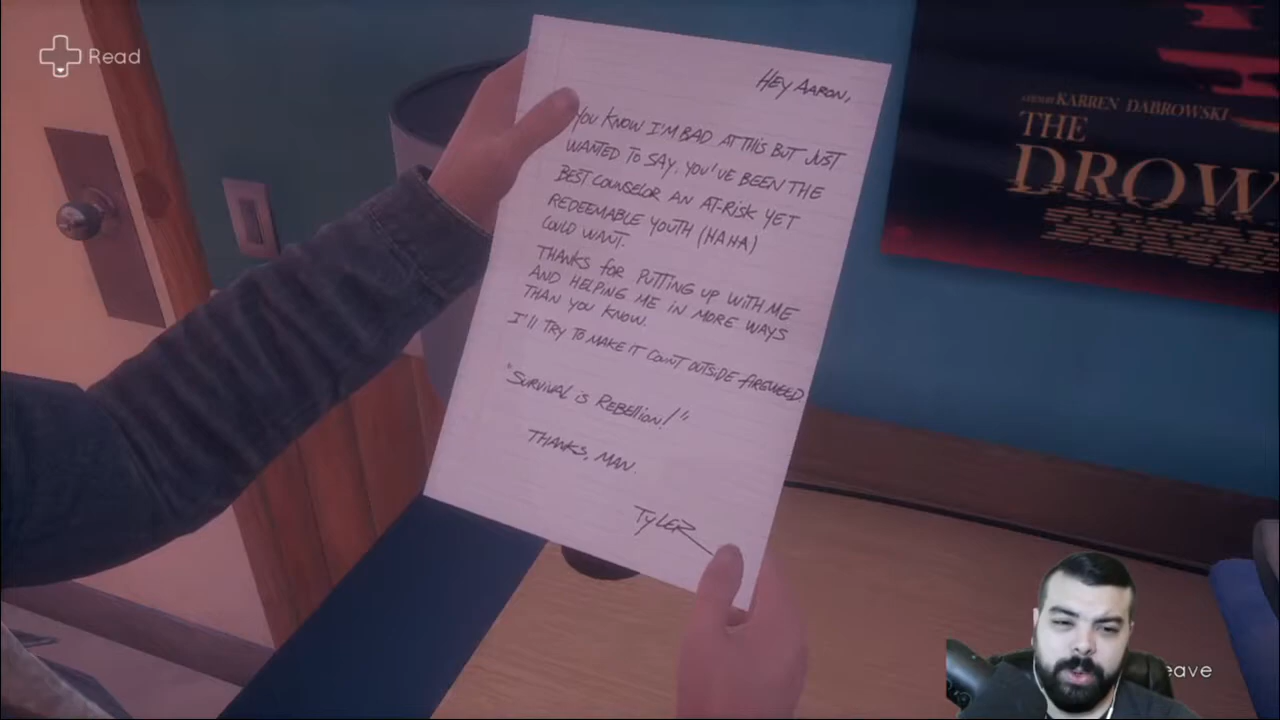 Read
HEY AARON,
YOU KNOW I'M BAD AT THIS BUT JUST
WANTED TO SAY, YOU'VE BEEN THE
BEST COUNSELOR AN AT-RISK YET
REDEEMABLE YOUTH (HAHA)
COULD WANT.
THANKS FOR PUTTING UP WITH ME
AND HELPING ME IN MORE WAYS
THAN YOU KNOW.
I'll TRY TO MAKE IT COUNT OUTSIDE FIREWEED.
"SURVIVAL IS REBELLION!"
THANKS, MAN.
TYLER
A FILM BY KARREN DABROWSKI
THE
DROW
eave